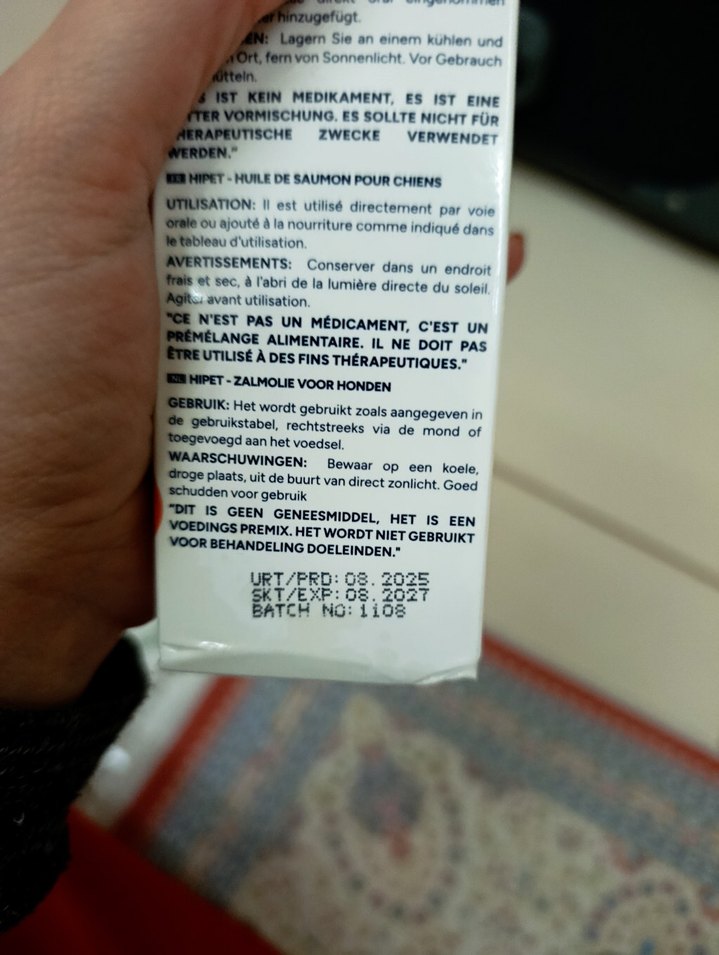 direkt oral eingenommen
hinzugefügt.
Lagern Sie an einem kühlen und
Ort, fern von Sonnenlicht. Vor Gebrauch
IST KEIN MEDIKAMENT, ES IST EINE
VORMISCHUNG. ES SOLLTE NICHT FÜR
ZWECKE VERWENDET
WERDEN."
HIPET - HUILE DE SAUMON POUR CHIENS
UTILISATION: Il est utilisé directement par voie
orale ou ajouté à la nourriture comme indiqué dans
le tableau d'utilisation.
AVERTISSEMENTS: Conserver dans un endroit
frais et sec, à l'abri de la lumière directe du soleil.
Agiter avant utilisation.
"CE N'EST PAS UN MÉDICAMENT, C'EST UN
PRÉMÉLANGE ALIMENTAIRE. IL NE DOIT PAS
ÊTRE UTILISÉ À DES FINS THÉRAPEUTIQUES."
NL HIPET - ZALMOLIE VOOR HONDEN
GEBRUIK: Het wordt gebruikt zoals aangegeven in
de gebruikstabel, rechtstreeks via de mond of
toegevoegd aan het voedsel.
WAARSCHUWINGEN: Bewaar op een koele,
droge plaats, uit de buurt van direct zonlicht. Goed
schudden voor gebruik
"DIT IS GEEN GENEESMIDDEL, HET IS EEN
VOEDINGS PREMIX. HET WORDT NIET GEBRUIKT
VOOR BEHANDELING DOELEINDEN."
URT/PRD: 08.2025
SKT/EXP: 08.2027
BATCH NO: 1108